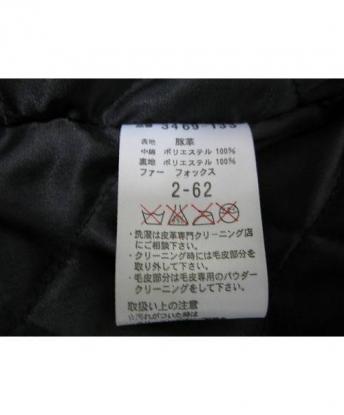 3469-133
表地 豚革
中綿 ポリエステル 100%
裏地 ポリエステル 100%
ファー フォックス
2-62
・洗濯は皮革専門クリーニング店
にご相談下さい。
・クリーニング時には毛皮部分を
取り外して下さい。
・毛皮部分は毛皮専用のパウダー
クリーニングをして下さい。
取扱い上の注意